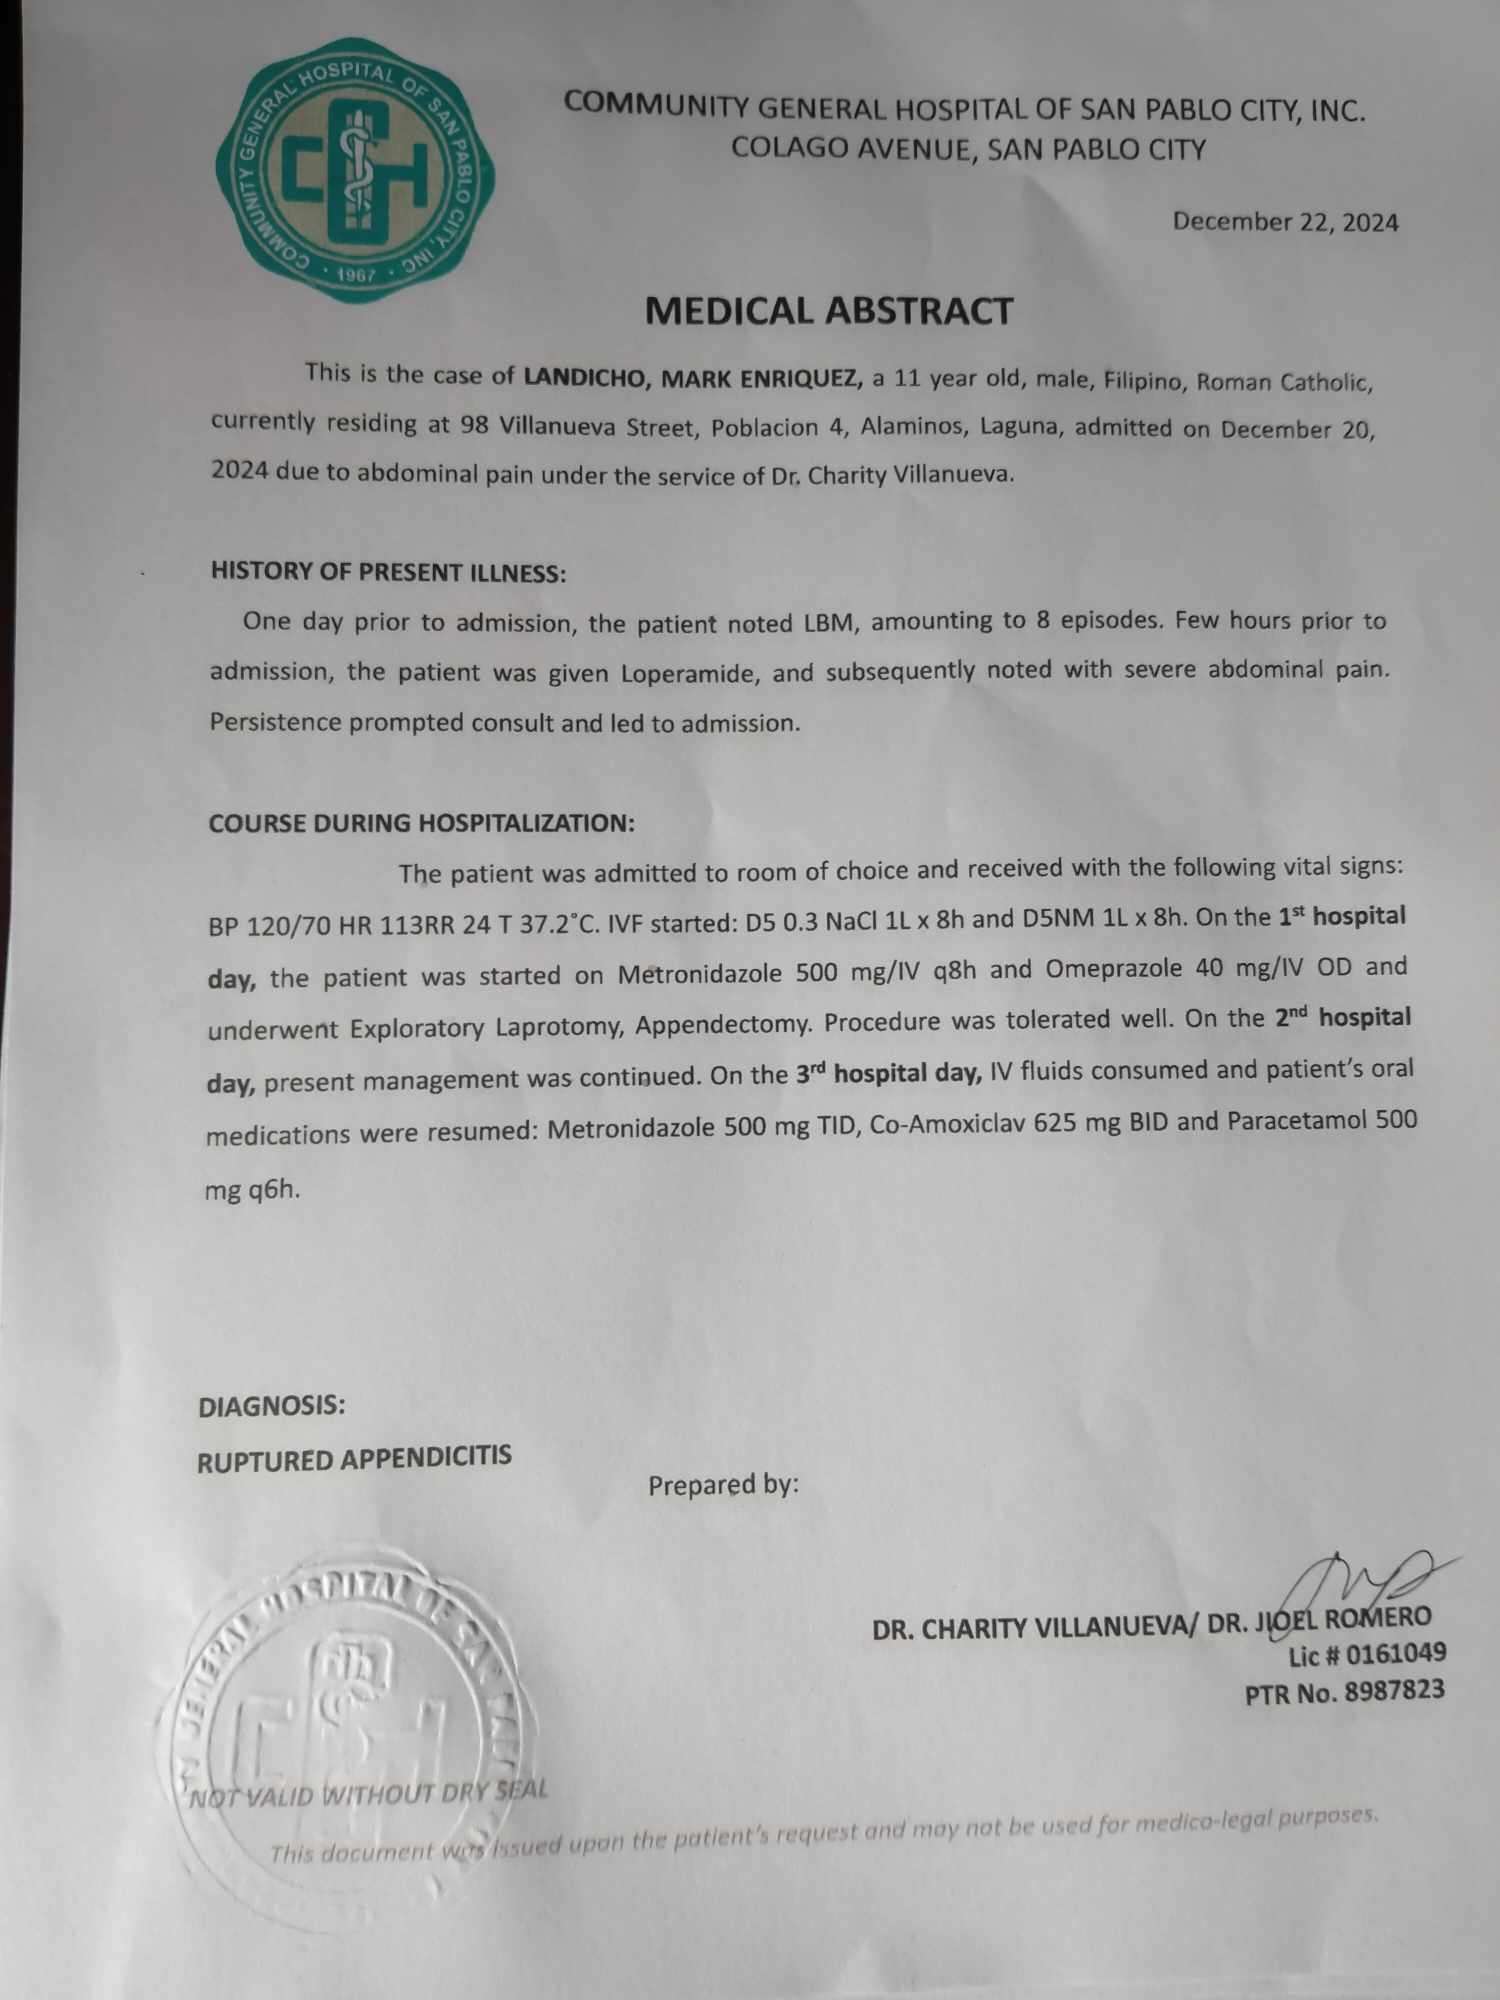 COMMUNITY GENERAL HOSPITAL OF SAN PABLO CITY, INC.
1967
CGH
COMMUNITY GENERAL HOSPITAL OF SAN PABLO CITY, INC.
COLAGO AVENUE, SAN PABLO CITY
December 22, 2024
MEDICAL ABSTRACT
This is the case of LANDICHO, MARK ENRIQUEZ, a 11 year old, male, Filipino, Roman Catholic,
currently residing at 98 Villanueva Street, Poblacion 4, Alaminos, Laguna, admitted on December 20,
2024 due to abdominal pain under the service of Dr. Charity Villanueva.
HISTORY OF PRESENT ILLNESS:
One day prior to admission, the patient noted LBM, amounting to 8 episodes. Few hours prior to
admission, the patient was given Loperamide, and subsequently noted with severe abdominal pain.
Persistence prompted consult and led to admission.
COURSE DURING HOSPITALIZATION:
The patient was admitted to room of choice and received with the following vital signs:
BP 120/70 HR 113RR 24 T 37.2˚C. IVF started: D5 0.3 NaCl 1L x 8h and D5NM 1L x 8h. On the 1st hospital
day, the patient was started on Metronidazole 500 mg/IV q8h and Omeprazole 40 mg/IV OD and
underwent Exploratory Laprotomy, Appendectomy. Procedure was tolerated well. On the 2nd hospital
day, present management was continued. On the 3rd hospital day, IV fluids consumed and patient's oral
medications were resumed: Metronidazole 500 mg TID, Co-Amoxiclav 625 mg BID and Paracetamol 500
mg q6h.
DIAGNOSIS:
RUPTURED APPENDICITIS
Prepared by:
DR. CHARITY VILLANUEVA/ DR. JIOEL ROMERO
Lic # 0161049
PTR No. 8987823
GENERAL HOSPITAL OF SAN
NOT VALID WITHOUT DRY SEAL
This document was issued upon the patient's request and may not be used for medico-legal purposes.